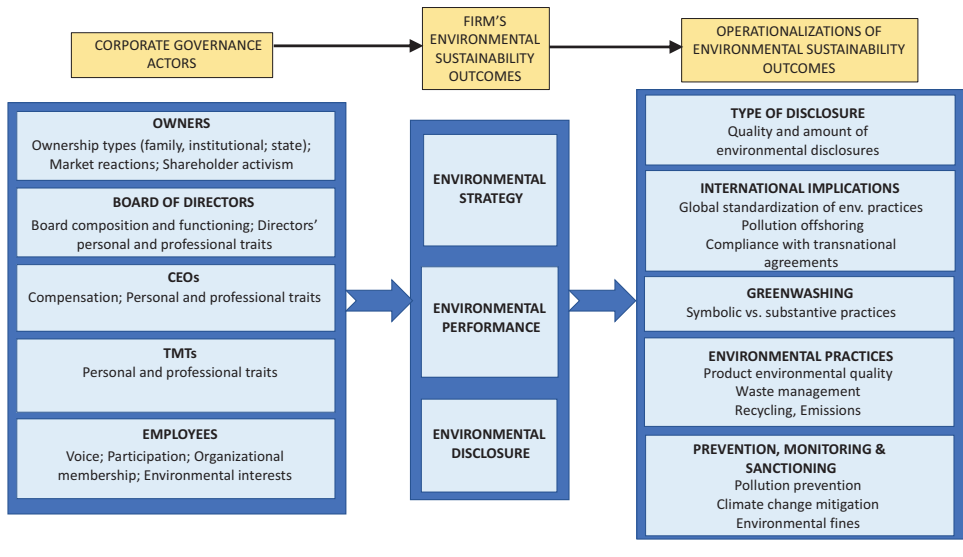 CORPORATE GOVERNANCE
ACTORS
FIRM'S
ENVIRONMENTAL
SUSTAINABILITY
OUTCOMES
OPERATIONALIZATIONS OF
ENVIRONMENTAL SUSTAINABILITY
OUTCOMES
OWNERS
Ownership types (family, institutional; state);
Market reactions; Shareholder activism
BOARD OF DIRECTORS
Board composition and functioning; Directors'
personal and professional traits
CEOs
Compensation; Personal and professional traits
TMTs
Personal and professional traits
EMPLOYEES
Voice; Participation; Organizational
membership; Environmental interests
ENVIRONMENTAL
STRATEGY
ENVIRONMENTAL
PERFORMANCE
ENVIRONMENTAL
DISCLOSURE
TYPE OF DISCLOSURE
Quality and amount of
environmental disclosures
INTERNATIONAL IMPLICATIONS
Global standardization of env. practices
Pollution offshoring
Compliance with transnational
agreements
GREENWASHING
Symbolic vs. substantive practices
ENVIRONMENTAL PRACTICES
Product environmental quality
Waste management
Recycling, Emissions
PREVENTION, MONITORING &
SANCTIONING
Pollution prevention
Climate change mitigation
Environmental fines